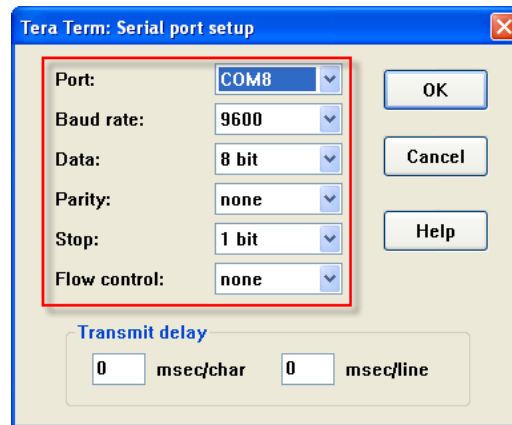 Tera Term: Serial port setup
Port: COM8
Baud rate: 9600
Data: 8 bit
Parity: none
Stop: 1 bit
Flow control: none
OK
Cancel
Help
Transmit delay
0 msec/char 0 msec/line